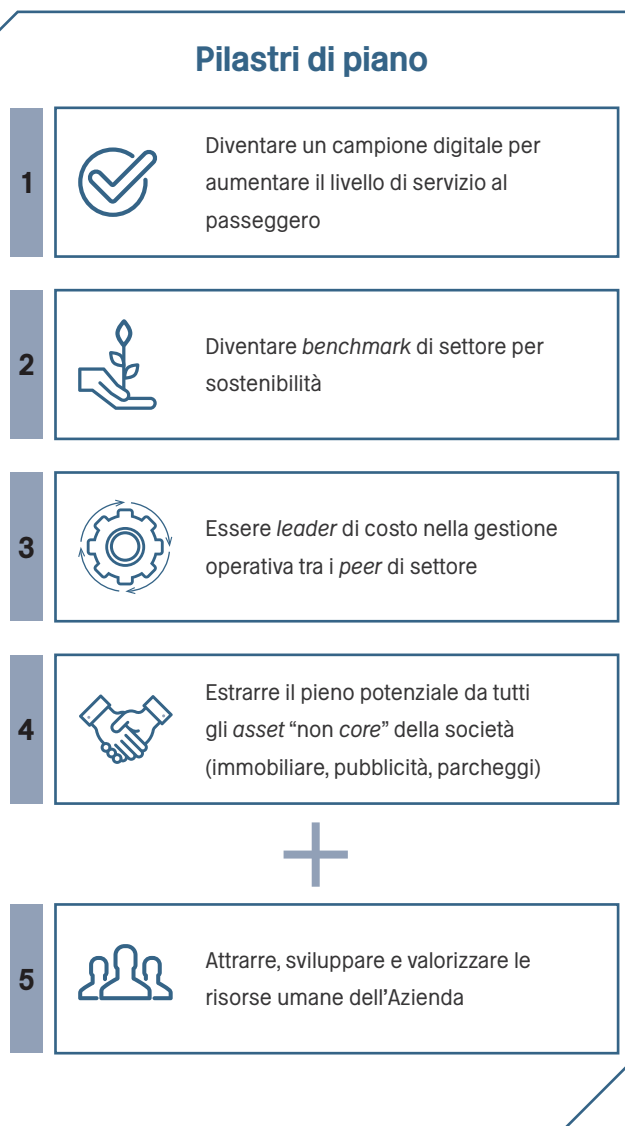 Pilastri di piano
1
Diventare un campione digitale per
aumentare il livello di servizio al
passeggero
2
Diventare benchmark di settore per
sostenibilità
3
Essere leader di costo nella gestione
operativa tra i peer di settore
4
Estrarre il pieno potenziale da tutti
gli asset “non core” della società
(immobiliare, pubblicità, parcheggi)
5
Attrarre, sviluppare e valorizzare le
risorse umane dell’Azienda